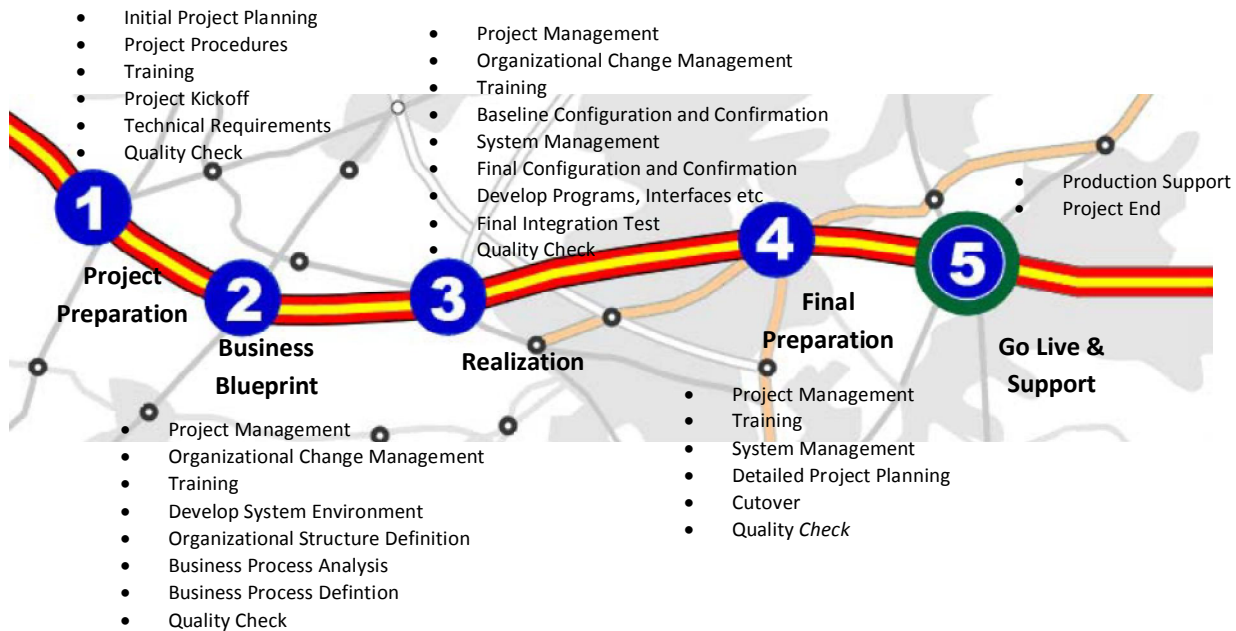 • Initial Project Planning
• Project Procedures
• Training
• Project Kickoff
• Technical Requirements
• Quality Check
1
Project
Preparation
2
Business
Blueprint
• Project Management
• Organizational Change Management
• Training
• Develop System Environment
• Organizational Structure Definition
• Business Process Analysis
• Business Process Defintion
• Quality Check
• Project Management
• Organizational Change Management
• Training
• Baseline Configuration and Confirmation
• System Management
• Final Configuration and Confirmation
• Develop Programs, Interfaces etc
• Final Integration Test
• Quality Check
3
Realization
4
Final
Preparation
• Project Management
• Training
• System Management
• Detailed Project Planning
• Cutover
• Quality Check
• Production Support
• Project End
5
Go Live &
Support